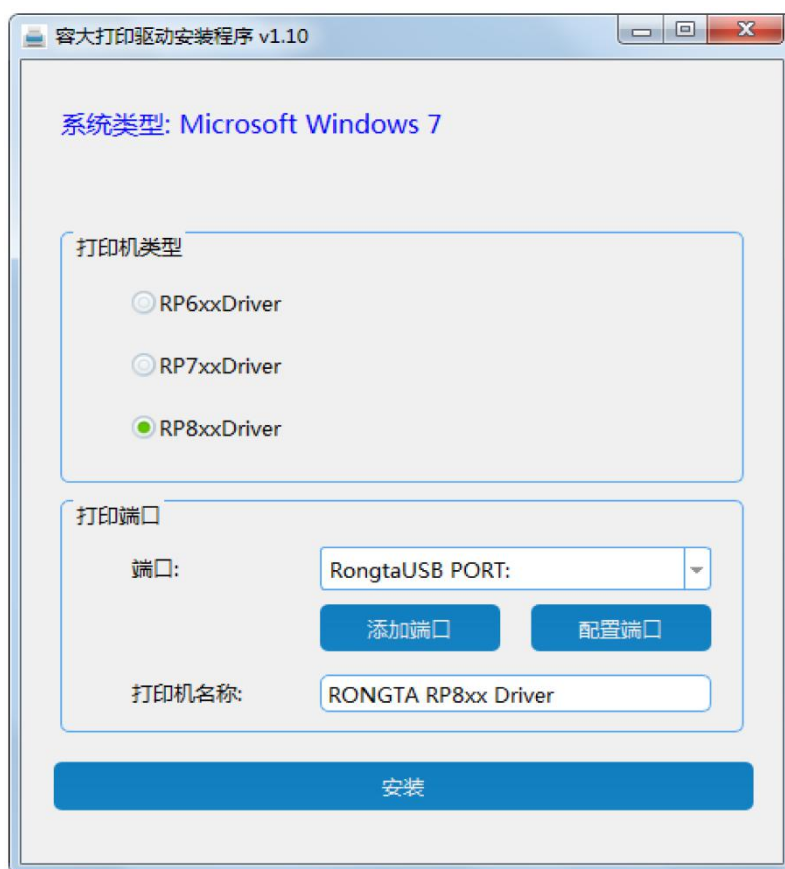 容大打印驱动安装程序 v1.10
系统类型: Microsoft Windows 7
打印机类型
RP6xxDriver
RP7xxDriver
RP8xxDriver
打印端口
端口: RongtaUSB PORT:
添加端口 配置端口
打印机名称: RONGTA RP8xx Driver
安装